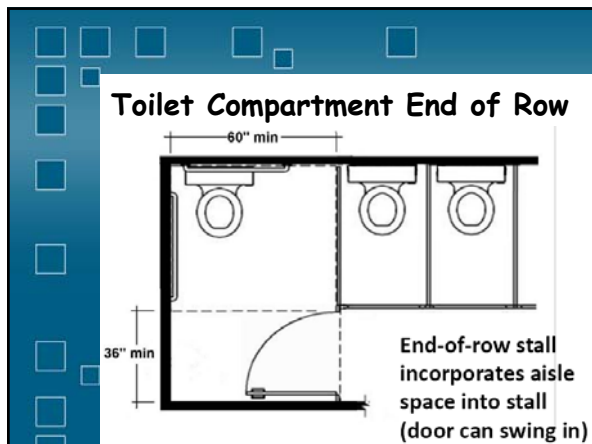 Toilet Compartment End of Row
60" min
36" min
End-of-row stall
incorporates aisle
space into stall
(door can swing in)